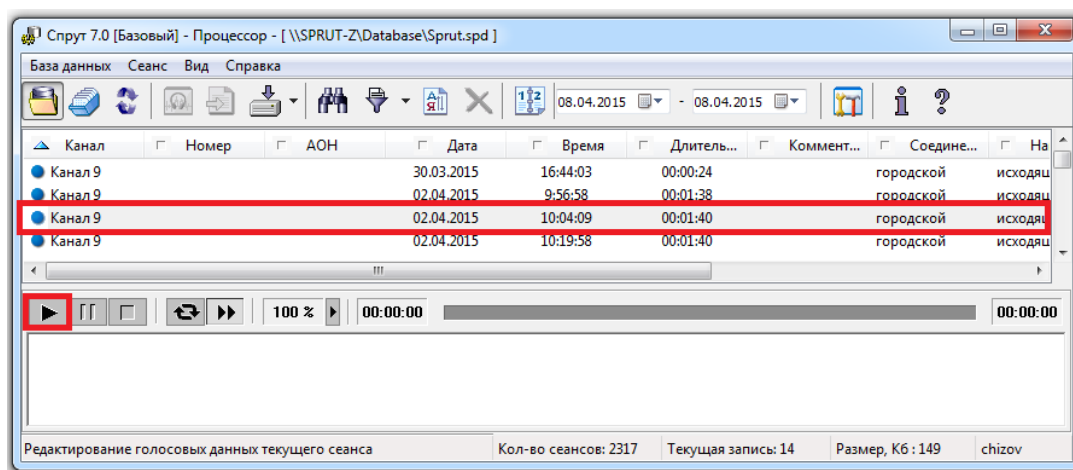 Спрут 7.0 [Базовый] - Процессор - [ \\SPRUT-Z\Database\Sprut.spd ]
База данных Сеанс Вид Справка
08.04.2015 - 08.04.2015
Канал Номер АОН Дата Время Длитель... Коммент... Соедине... На
Канал 9 30.03.2015 16:44:03 00:00:24 городской исходящ
Канал 9 02.04.2015 9:56:58 00:01:38 городской исходящ
Канал 9 02.04.2015 10:04:09 00:01:40 городской исходящ
Канал 9 02.04.2015 10:19:58 00:01:40 городской исходящ
100 % 00:00:00 00:00:00
Редактирование голосовых данных текущего сеанса Кол-во сеансов: 2317 Текущая запись: 14 Размер, Кб : 149 chizov